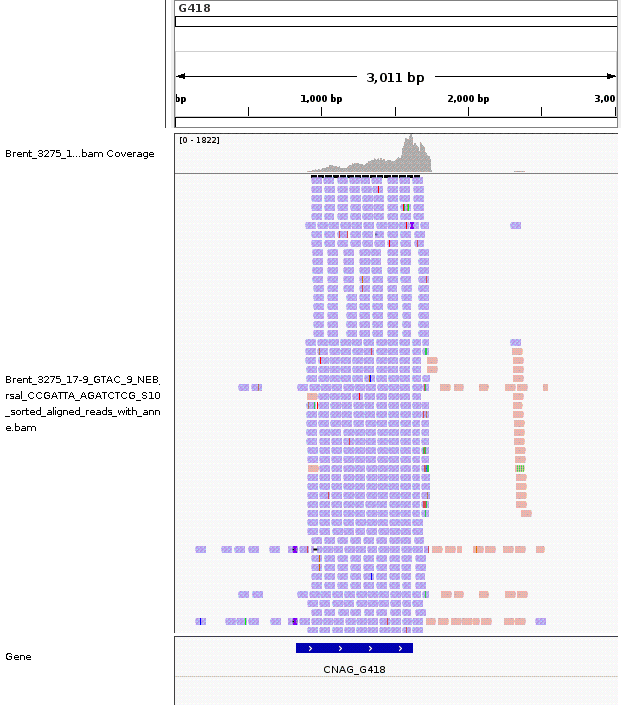 G418
3,011 bp
bp
1,000 bp
2,000 bp
3,00
[0 - 1822]
Brent_3275_1...bam Coverage
Brent_3275_17-9_GTAC_9_NEB_
rsal_CCGATTA_AGATCTCG_S10
_sorted_aligned_reads_with_ann
e.bam
Gene
CNAG_G418